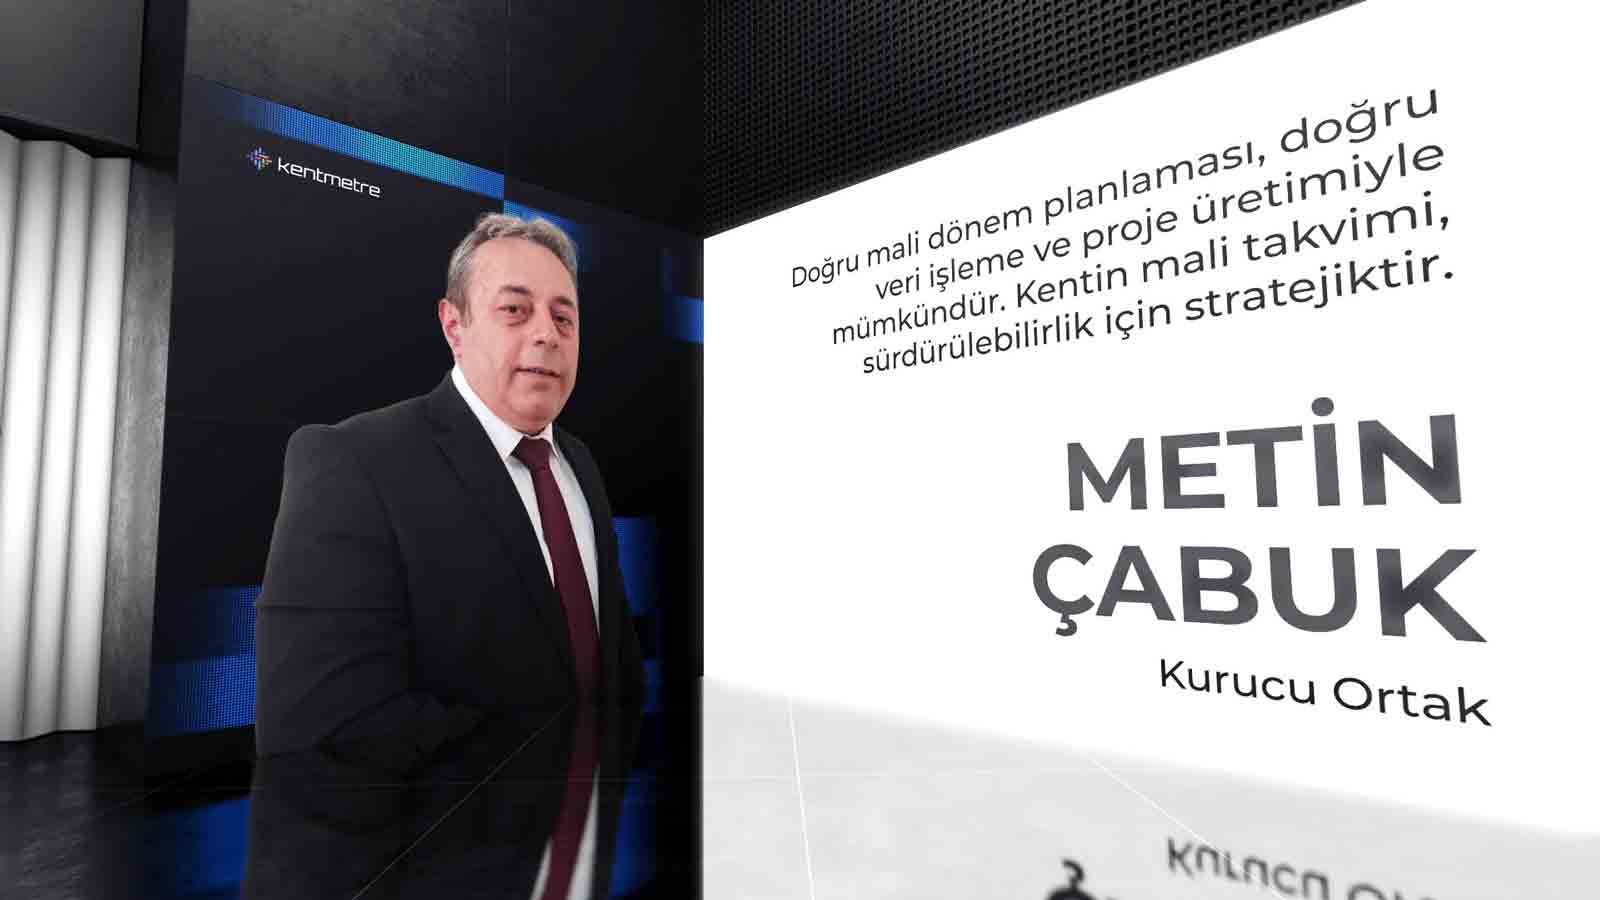 kentmetre
Doğru mali dönem planlaması, doğru
veri işleme ve proje üretimiyle
mümkündür. Kentin mali takvimi,
sürdürülebilirlik için stratejiktir.
METİN
ÇABUK
Kurucu Ortak